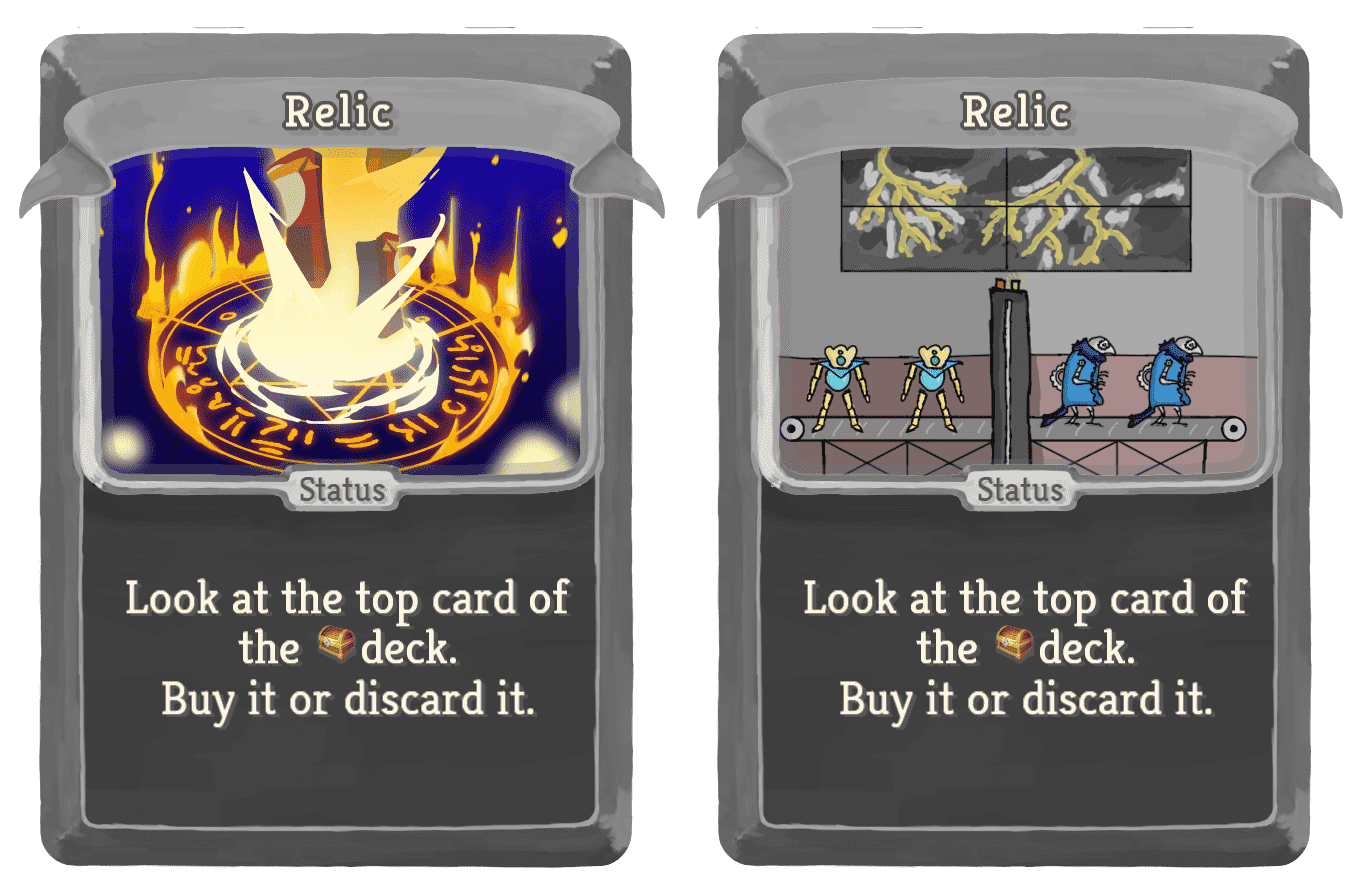 Relic
Status
Look at the top card of
the deck.
Buy it or discard it.
Relic
Status
Look at the top card of
the deck.
Buy it or discard it.